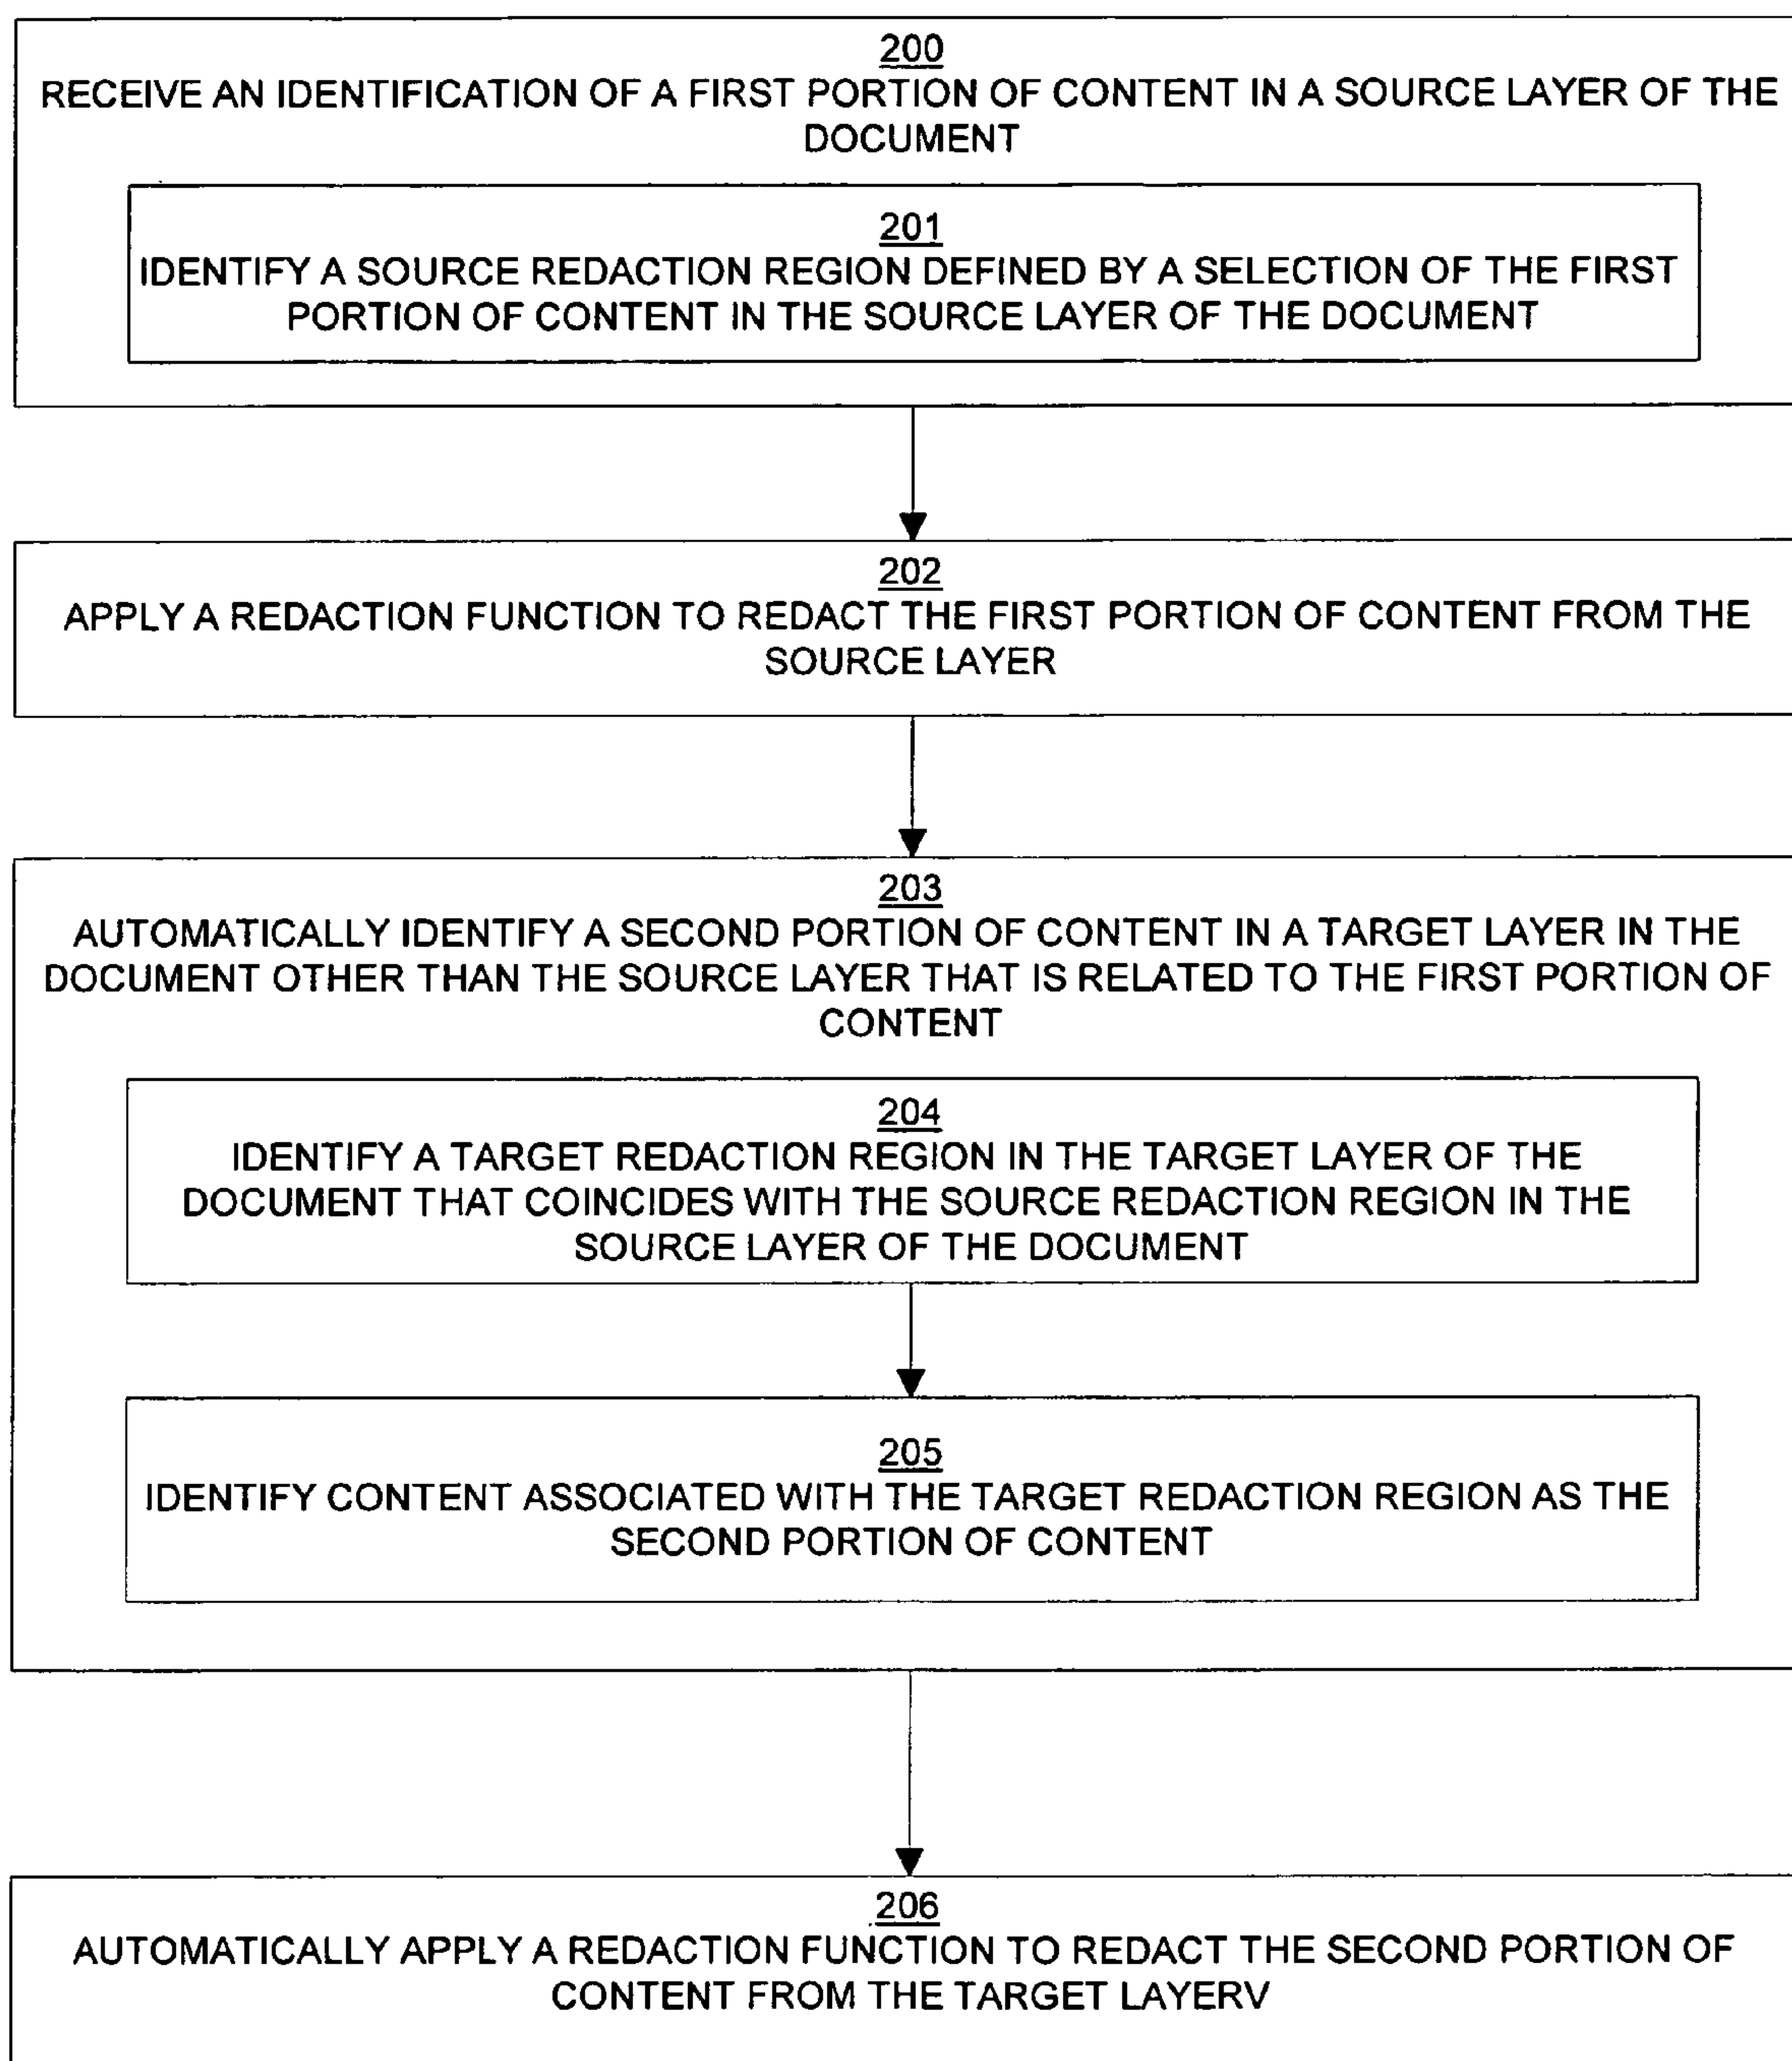 200
RECEIVE AN IDENTIFICATION OF A FIRST PORTION OF CONTENT IN A SOURCE LAYER OF THE
DOCUMENT
201
IDENTIFY A SOURCE REDACTION REGION DEFINED BY A SELECTION OF THE FIRST
PORTION OF CONTENT IN THE SOURCE LAYER OF THE DOCUMENT
202
APPLY A REDACTION FUNCTION TO REDACT THE FIRST PORTION OF CONTENT FROM THE
SOURCE LAYER
203
AUTOMATICALLY IDENTIFY A SECOND PORTION OF CONTENT IN A TARGET LAYER IN THE
DOCUMENT OTHER THAN THE SOURCE LAYER THAT IS RELATED TO THE FIRST PORTION OF
CONTENT
204
IDENTIFY A TARGET REDACTION REGION IN THE TARGET LAYER OF THE
DOCUMENT THAT COINCIDES WITH THE SOURCE REDACTION REGION IN THE
SOURCE LAYER OF THE DOCUMENT
205
IDENTIFY CONTENT ASSOCIATED WITH THE TARGET REDACTION REGION AS THE
SECOND PORTION OF CONTENT
206
AUTOMATICALLY APPLY A REDACTION FUNCTION TO REDACT THE SECOND PORTION OF
CONTENT FROM THE TARGET LAYERV